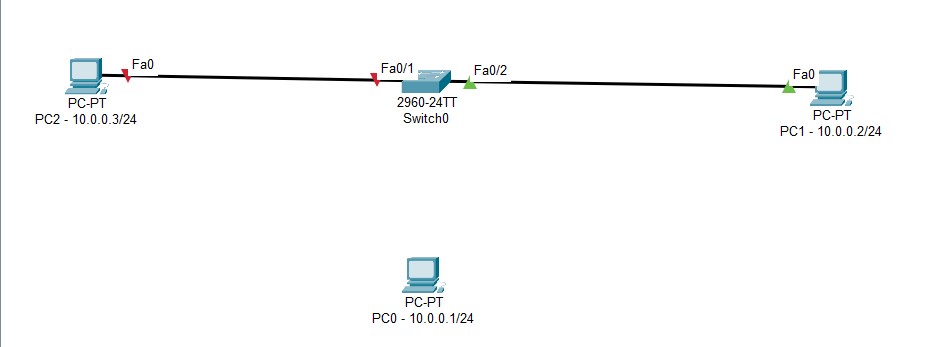 Fa0
Fa0/1
Fa0/2
Fa0
PC-PT
PC2 - 10.0.0.3/24
2960-24TT
Switch0
PC-PT
PC1 - 10.0.0.2/24
PC-PT
PC0 - 10.0.0.1/24